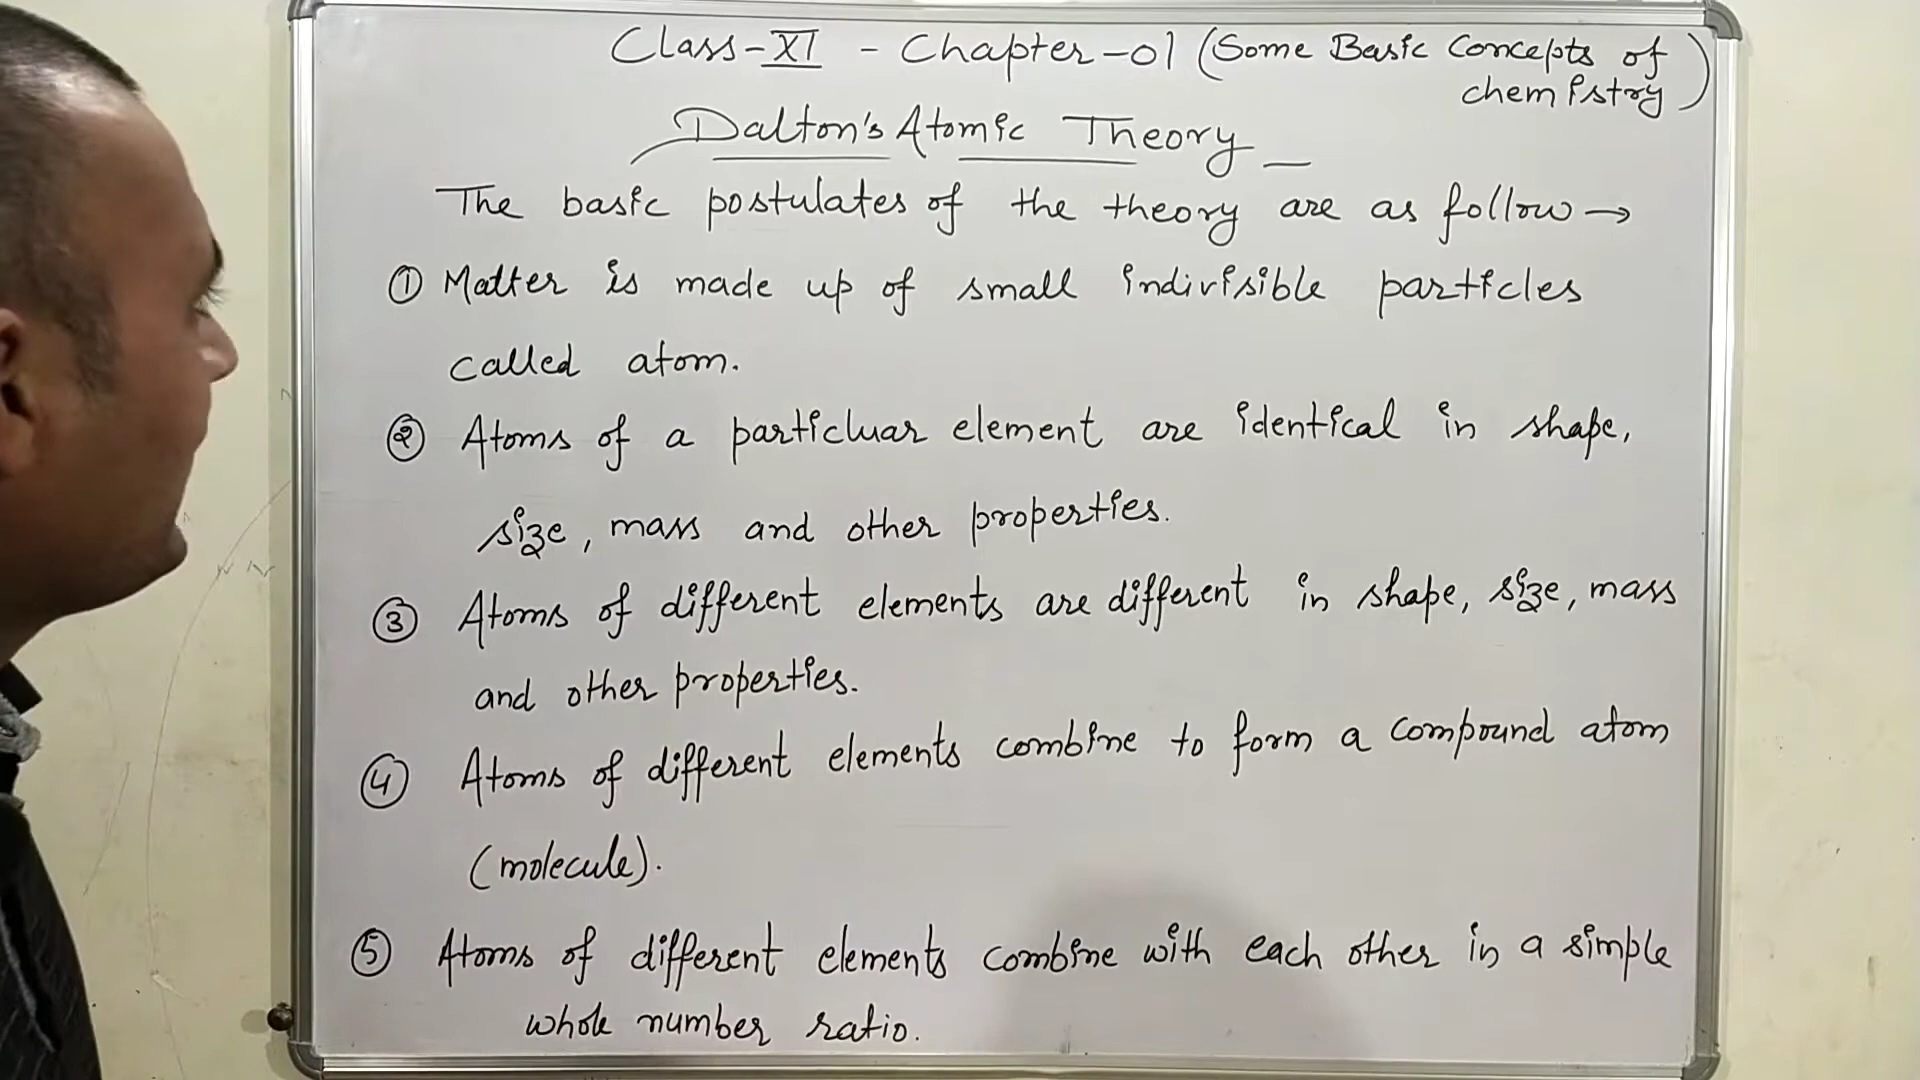 Class-XI - Chapter-01 (Some Basic Concepts of
chemistry)
Dalton's Atomic Theory -
The basic postulates of the theory are as follow →
① Matter is made up of small indivisible particles
called atom.
② Atoms of a particluar element are identical in shape,
size, mass and other properties.
③ Atoms of different elements are different in shape, size, mass
and other properties.
④ Atoms of different elements combine to form a compound atom
(molecule).
⑤ Atoms of different elements combine with each other in a simple
whole number ratio.